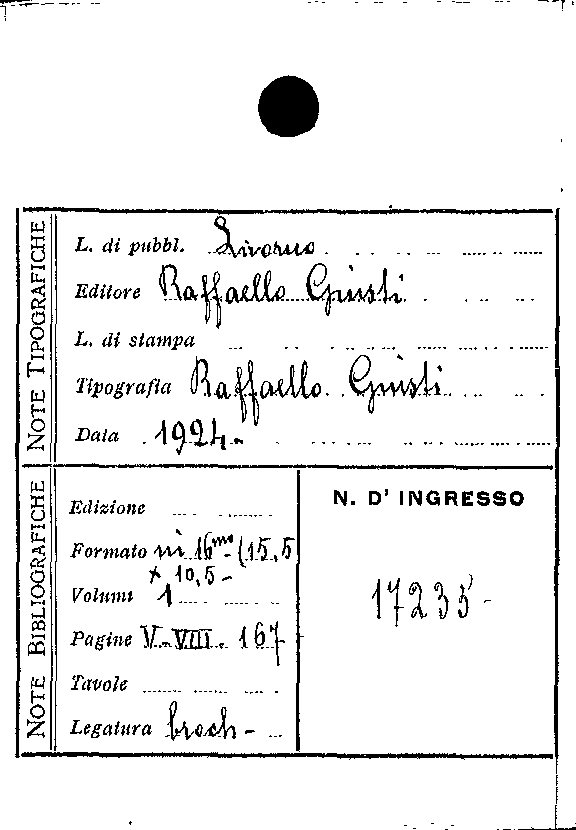 NOTE TIPOGRAFICHE
L. di pubbl. Livorno
Editore Raffaello Giusti
L. di stampa
Tipografia Raffaello Giusti
Data 1924-
NOTE BIBLIOGRAFICHE
Edizione
Formato in 16mo - (15,5
x 10,5 -
Volumi 1
Pagine V-VIII. 167
Tavole
Legatura broch -
N. D' INGRESSO
17235 -